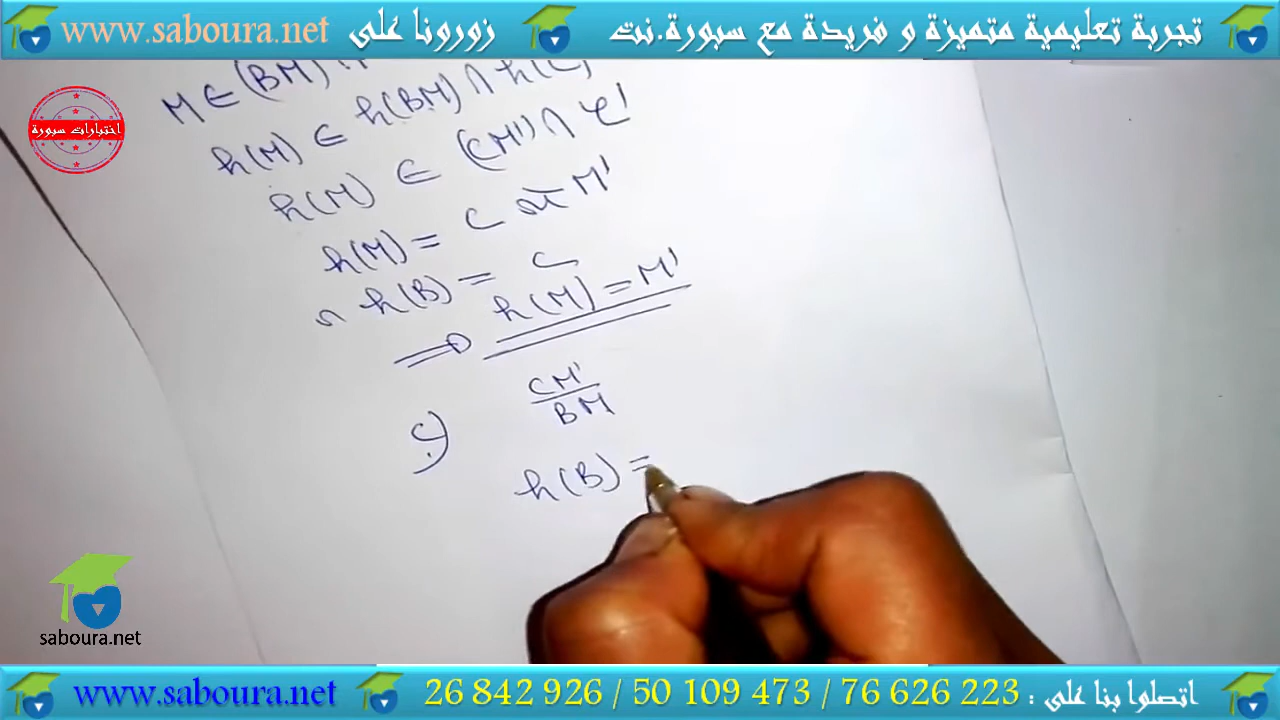 تجربة تعليمية متميزة و فريدة مع سبورة.نت زورونا على www.saboura.net
اختبارات سبورة
M ∈ (BM) ∩
h(M) ∈ h(BM) ∩ h(C)
h(M) ∈ (CM') ∩ C'
h(M) = C ou M'
h(B) = C
⇒ h(M) = M'
c) CM'/BM
h(B) =
saboura.net
اتصلوا بنا على : 26 842 926 / 50 109 473 / 76 626 223 www.saboura.net